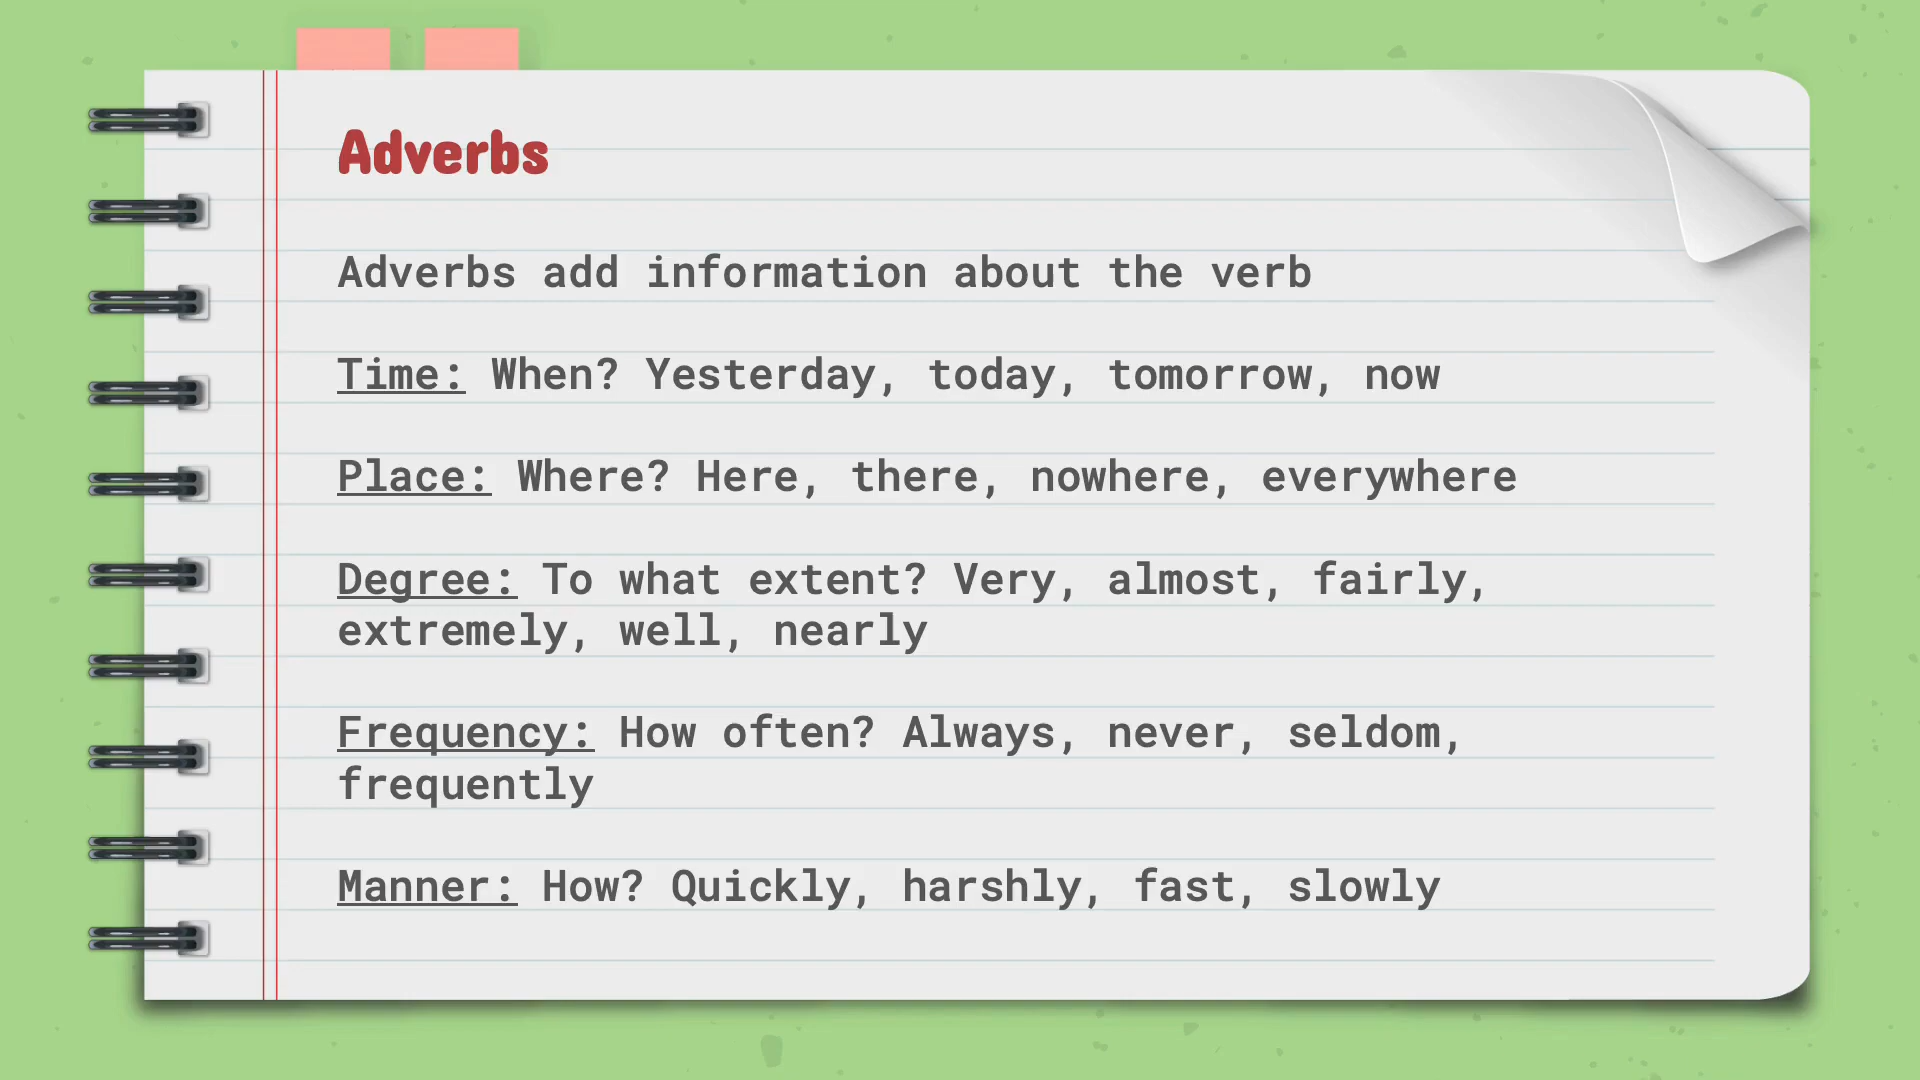 Adverbs
Adverbs add information about the verb
Time: When? Yesterday, today, tomorrow, now
Place: Where? Here, there, nowhere, everywhere
Degree: To what extent? Very, almost, fairly,
extremely, well, nearly
Frequency: How often? Always, never, seldom,
frequently
Manner: How? Quickly, harshly, fast, slowly